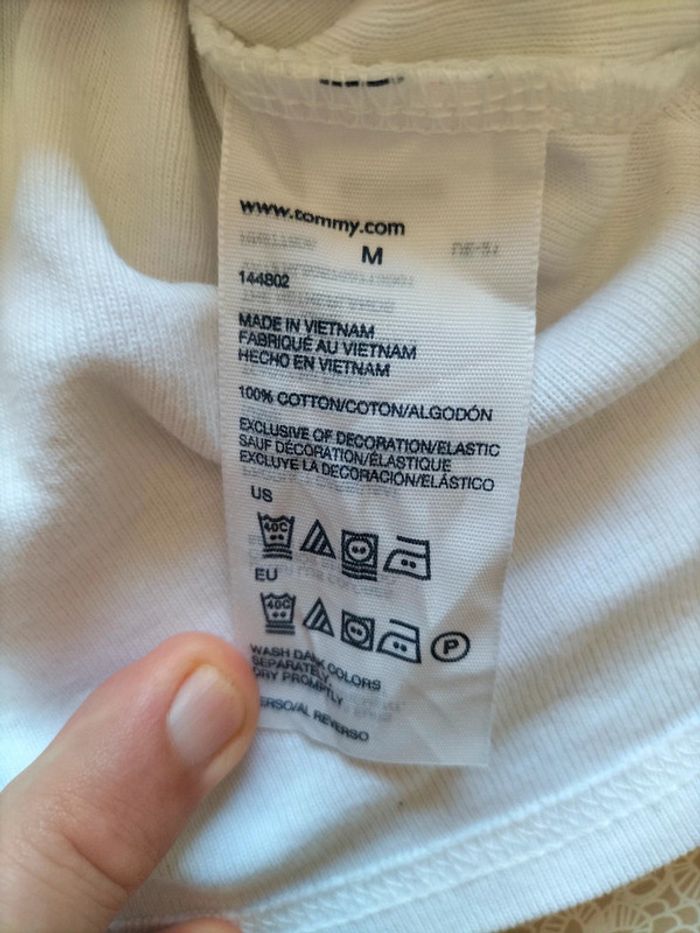 www.tommy.com
M
144802
MADE IN VIETNAM
FABRIQUÉ AU VIETNAM
HECHO EN VIETNAM
100% COTTON/COTON/ALGODÓN
EXCLUSIVE OF DECORATION/ELASTIC
SAUF DÉCORATION/ÉLASTIQUE
EXCLUYE LA DECORACIÓN/ELÁSTICO
US
40C
EU
40C
P
WASH DARK COLORS
SEPARATELY.
DRY PROMPTLY
ERSO/AL REVERSO